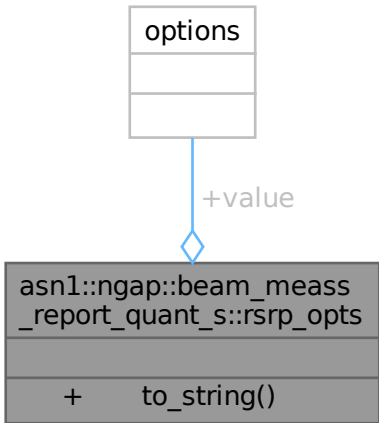 options
+value
asn1::ngap::beam_meass
_report_quant_s::rsrp_opts
+ to_string()